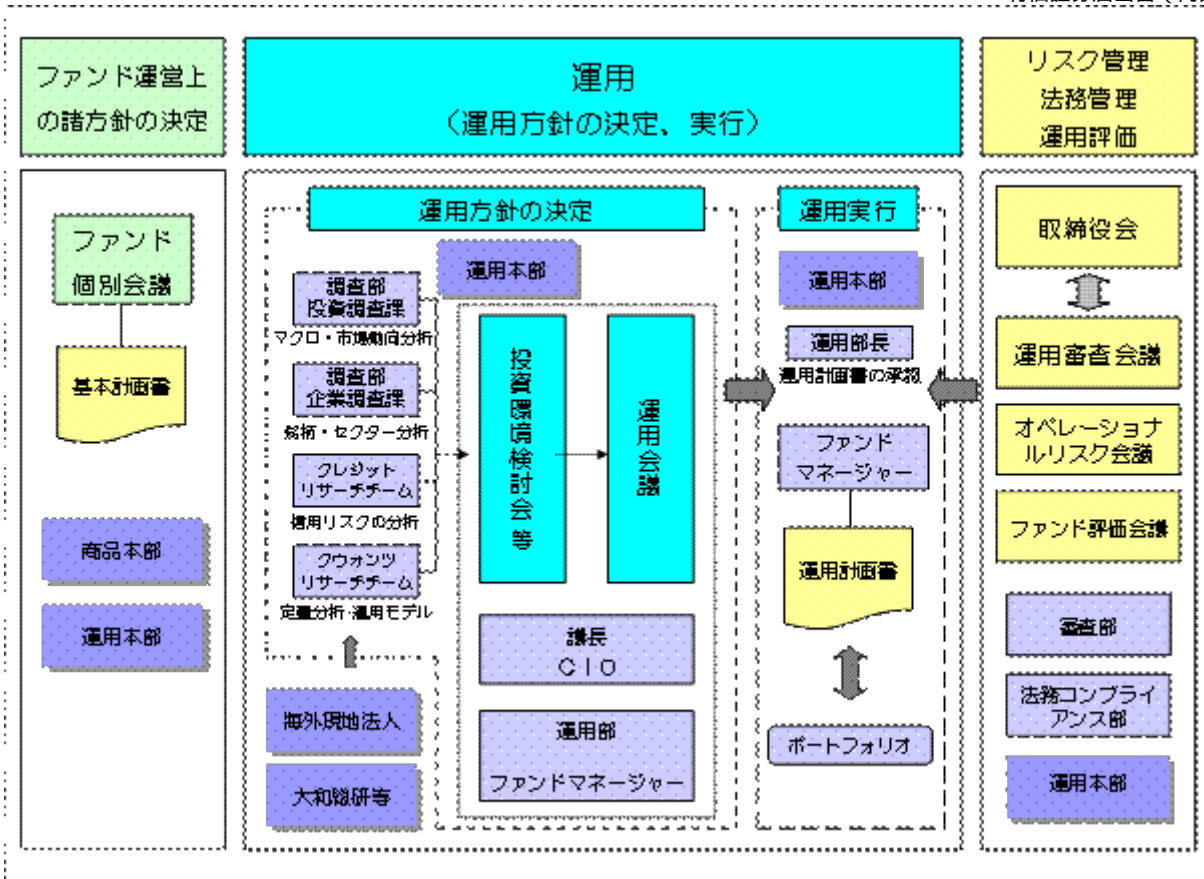 ファンド運営上
の諸方針の決定
運用
(運用方針の決定、実行)
リスク管理
法務管理
運用評価
ファンド
個別会議
基本計画書
商品本部
運用本部
運用方針の決定
運用本部
調査部
投資調査課
マクロ・市場動向分析
調査部
企業調査課
銘柄・セクター分析
クレジット
リサーチチーム
信用リスクの分析
クウォンツ
リサーチチーム
定量分析・運用モデル
海外現地法人
大和総研等
投資環境検討会 等
運用会議
議長
CIO
運用部
ファンドマネージャー
運用実行
運用本部
運用部長
運用計画書の承認
ファンド
マネージャー
運用計画書
ポートフォリオ
取締役会
運用審査会議
オペレーショナ
ルリスク会議
ファンド評価会議
審査部
法務コンプライ
アンス部
運用本部